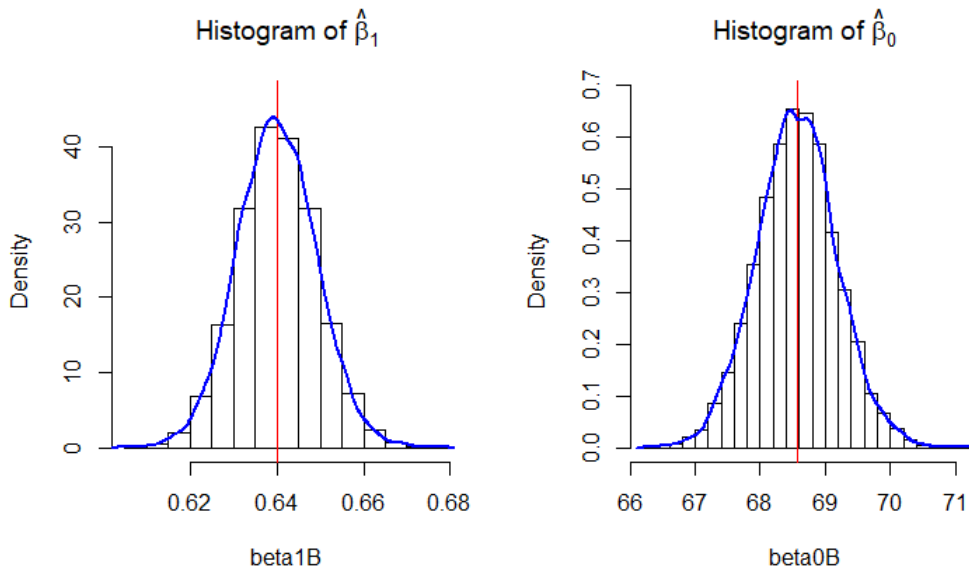 Histogram of β̂₁
Density
0 10 20 30 40
0.62 0.64 0.66 0.68
beta1B
Histogram of β̂₀
Density
0.0 0.1 0.2 0.3 0.4 0.5 0.6 0.7
66 67 68 69 70 71
beta0B